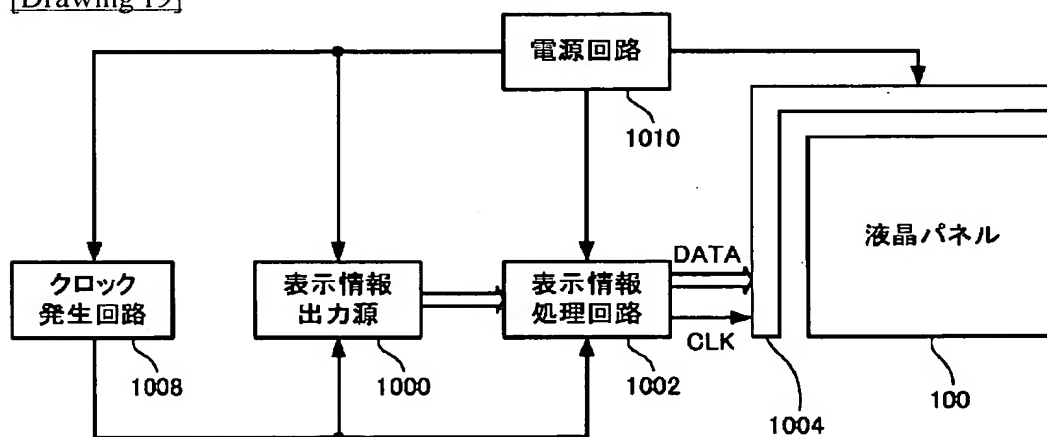 [Drawing 19]
電源回路
1010
液晶パネル
DATA
クロック
発生回路
表示情報
出力源
表示情報
処理回路
CLK
1008
1000
1002
1004
100